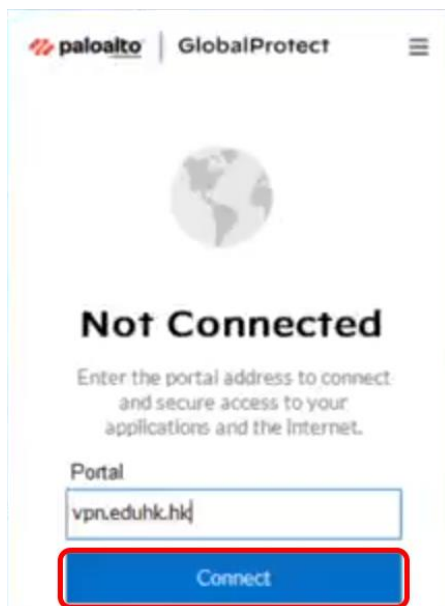 paloalto | GlobalProtect
Not Connected
Enter the portal address to connect
and secure access to your
applications and the Internet.
Portal
vpn.eduhk.hk
Connect